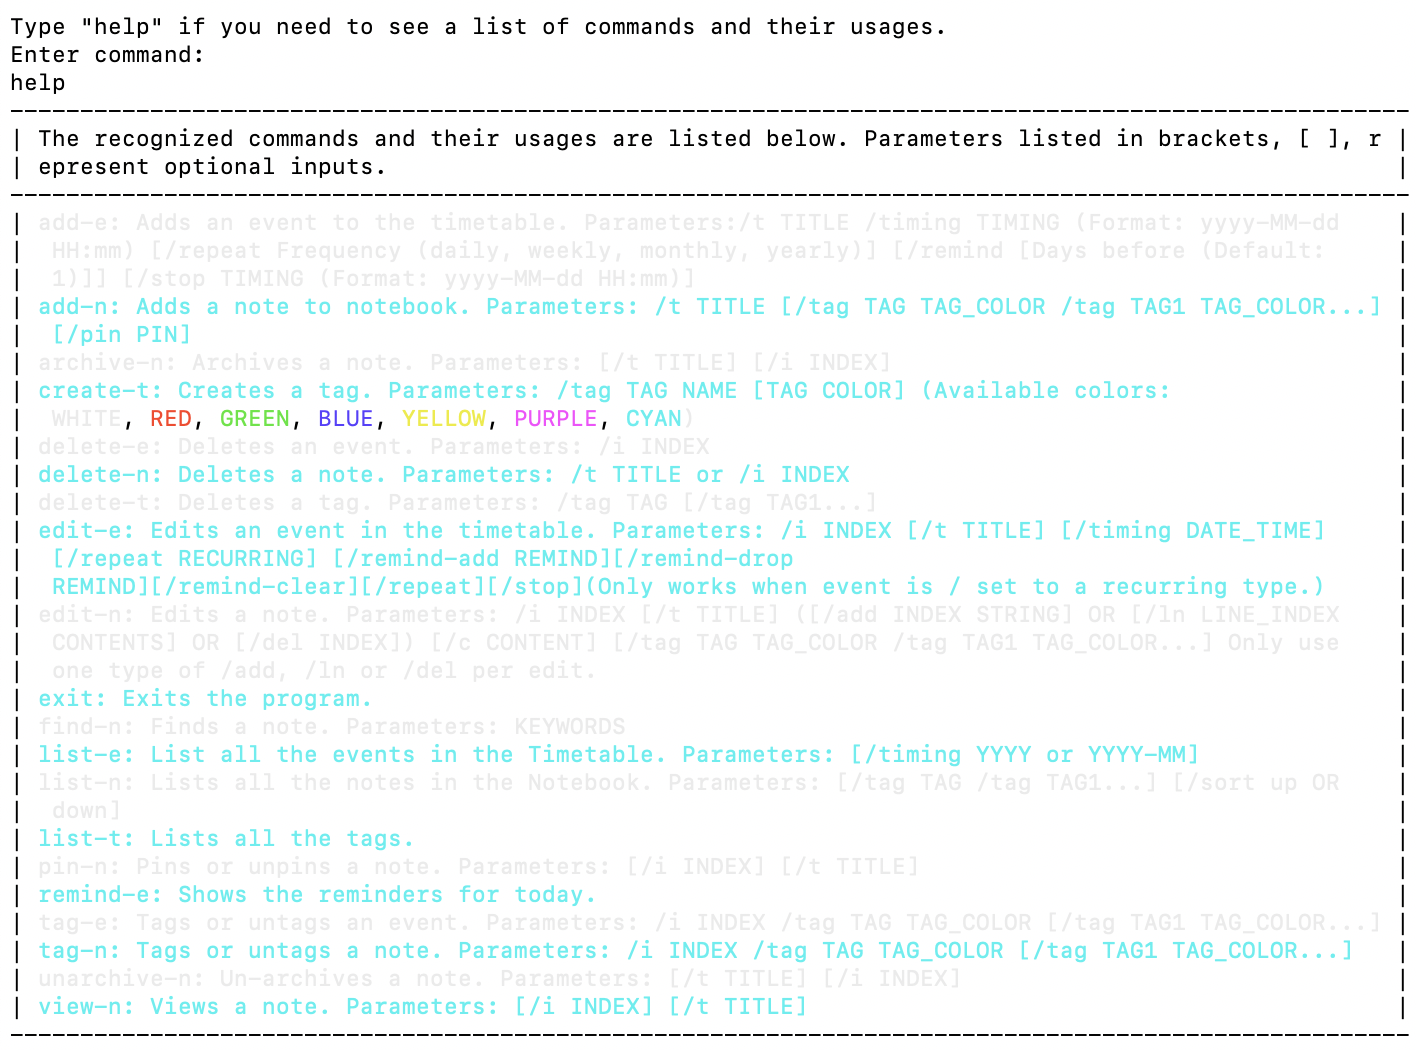 Type "help" if you need to see a list of commands and their usages.
Enter command:
help
----------------------------------------------------------------------------------------------------
| The recognized commands and their usages are listed below. Parameters listed in brackets, [ ], r |
| epresent optional inputs. |
----------------------------------------------------------------------------------------------------
| add-e: Adds an event to the timetable. Parameters:/t TITLE /timing TIMING (Format: yyyy-MM-dd |
| HH:mm) [/repeat Frequency (daily, weekly, monthly, yearly)] [/remind [Days before (Default: |
| 1)]] [/stop TIMING (Format: yyyy-MM-dd HH:mm)] |
| add-n: Adds a note to notebook. Parameters: /t TITLE [/tag TAG TAG_COLOR /tag TAG1 TAG_COLOR...] |
| [/pin PIN] |
| archive-n: Archives a note. Parameters: [/t TITLE] [/i INDEX] |
| create-t: Creates a tag. Parameters: /tag TAG NAME [TAG COLOR] (Available colors: |
| WHITE, RED, GREEN, BLUE, YELLOW, PURPLE, CYAN) |
| delete-e: Deletes an event. Parameters: /i INDEX |
| delete-n: Deletes a note. Parameters: /t TITLE or /i INDEX |
| delete-t: Deletes a tag. Parameters: /tag TAG [/tag TAG1...] |
| edit-e: Edits an event in the timetable. Parameters: /i INDEX [/t TITLE] [/timing DATE_TIME] |
| [/repeat RECURRING] [/remind-add REMIND][/remind-drop |
| REMIND][/remind-clear][/repeat][/stop](Only works when event is / set to a recurring type.) |
| edit-n: Edits a note. Parameters: /i INDEX [/t TITLE] ([/add INDEX STRING] OR [/ln LINE_INDEX |
| CONTENTS] OR [/del INDEX]) [/c CONTENT] [/tag TAG TAG_COLOR /tag TAG1 TAG_COLOR...] Only use |
| one type of /add, /ln or /del per edit. |
| exit: Exits the program. |
| find-n: Finds a note. Parameters: KEYWORDS |
| list-e: List all the events in the Timetable. Parameters: [/timing YYYY or YYYY-MM] |
| list-n: Lists all the notes in the Notebook. Parameters: [/tag TAG /tag TAG1...] [/sort up OR |
| down] |
| list-t: Lists all the tags. |
| pin-n: Pins or unpins a note. Parameters: [/i INDEX] [/t TITLE] |
| remind-e: Shows the reminders for today. |
| tag-e: Tags or untags an event. Parameters: /i INDEX /tag TAG TAG_COLOR [/tag TAG1 TAG_COLOR...] |
| tag-n: Tags or untags a note. Parameters: /i INDEX /tag TAG TAG_COLOR [/tag TAG1 TAG_COLOR...] |
| unarchive-n: Un-archives a note. Parameters: [/t TITLE] [/i INDEX] |
| view-n: Views a note. Parameters: [/i INDEX] [/t TITLE] |
----------------------------------------------------------------------------------------------------